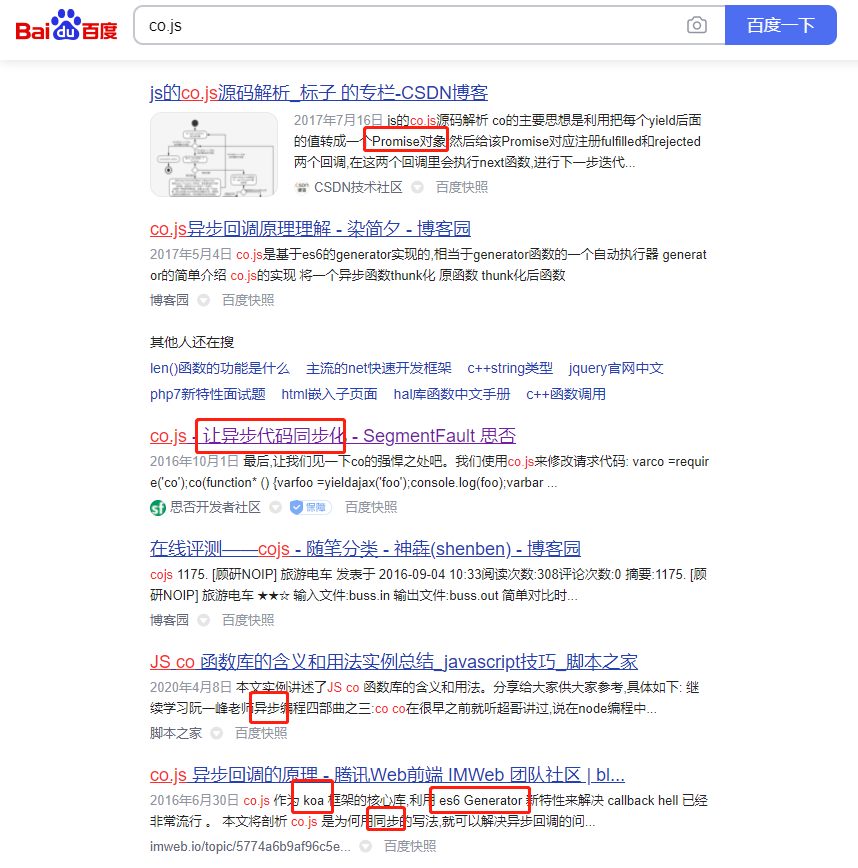 Bai du 百度
co.js
百度一下
js的co.js源码解析_标子 的专栏-CSDN博客
2017年7月16日 js的co.js源码解析 co的主要思想是利用把每个yield后面
的值转成一个Promise对象,然后给该Promise对应注册fulfilled和rejected
两个回调,在这两个回调里会执行next函数,进行下一步迭代...
CSDN技术社区 百度快照
co.js异步回调原理理解 - 染简夕 - 博客园
2017年5月4日 co.js是基于es6的generator实现的,相当于generator函数的一个自动执行器 generat
or的简单介绍 co.js的实现 将一个异步函数thunk化 原函数 thunk化后函数
博客园 百度快照
其他人还在搜
len()函数的功能是什么 主流的net快速开发框架 c++string类型 jquery官网中文
php7新特性面试题 html嵌入子页面 hal库函数中文手册 c++函数调用
co.js - 让异步代码同步化 - SegmentFault 思否
2016年10月1日 最后,让我们见一下co的强悍之处吧。我们使用co.js来修改请求代码: varco =requir
e('co');co(function* () {varfoo =yieldajax('foo');console.log(foo);varbar ...
思否开发者社区 保障 百度快照
在线评测——cojs - 随笔分类 - 神犇(shenben) - 博客园
cojs 1175. [顾研NOIP] 旅游电车 发表于 2016-09-04 10:33阅读次数:308评论次数:0 摘要:1175. [顾
研NOIP] 旅游电车 ★★☆ 输入文件:buss.in 输出文件:buss.out 简单对比时...
博客园 百度快照
JS co 函数库的含义和用法实例总结_javascript技巧_脚本之家
2020年4月8日 本文实例讲述了JS co 函数库的含义和用法。分享给大家供大家参考,具体如下: 继
续学习阮一峰老师异步编程四部曲之三:co co在很早之前就听超哥讲过,说在node编程中...
脚本之家 百度快照
co.js 异步回调的原理 - 腾讯Web前端 IMWeb 团队社区 | bl...
2016年6月30日 co.js 作为 koa 框架的核心库,利用 es6 Generator 新特性来解决 callback hell 已经
非常流行 。 本文将剖析 co.js 是为何用同步的写法,就可以解决异步回调的问...
imweb.io/topic/5774a6b9af96c5e... 百度快照